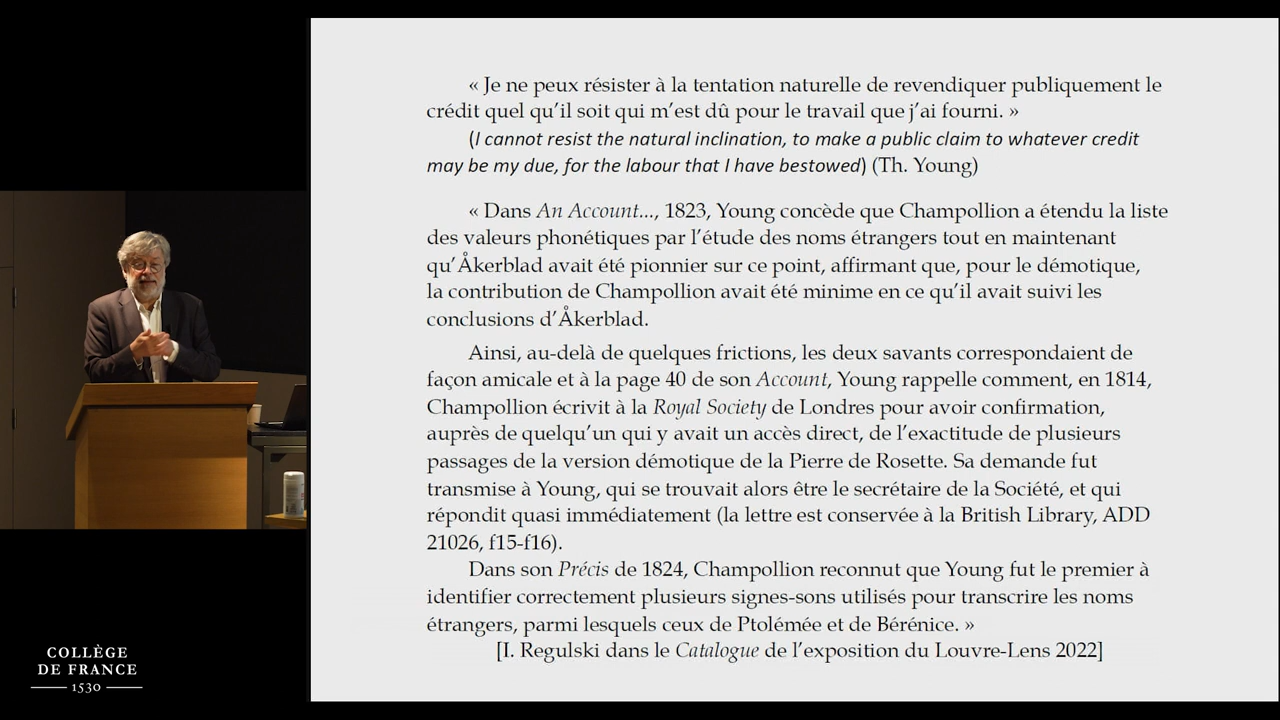 « Je ne peux résister à la tentation naturelle de revendiquer publiquement le
crédit quel qu’il soit qui m’est dû pour le travail que j’ai fourni. »
(I cannot resist the natural inclination, to make a public claim to whatever credit
may be my due, for the labour that I have bestowed) (Th. Young)
« Dans An Account..., 1823, Young concède que Champollion a étendu la liste
des valeurs phonétiques par l’étude des noms étrangers tout en maintenant
qu’Åkerblad avait été pionnier sur ce point, affirmant que, pour le démotique,
la contribution de Champollion avait été minime en ce qu’il avait suivi les
conclusions d’Åkerblad.
Ainsi, au-delà de quelques frictions, les deux savants correspondaient de
façon amicale et à la page 40 de son Account, Young rappelle comment, en 1814,
Champollion écrivit à la Royal Society de Londres pour avoir confirmation,
auprès de quelqu’un qui y avait un accès direct, de l’exactitude de plusieurs
passages de la version démotique de la Pierre de Rosette. Sa demande fut
transmise à Young, qui se trouvait alors être le secrétaire de la Société, et qui
répondit quasi immédiatement (la lettre est conservée à la British Library, ADD
21026, f15-f16).
Dans son Précis de 1824, Champollion reconnut que Young fut le premier à
identifier correctement plusieurs signes-sons utilisés pour transcrire les noms
étrangers, parmi lesquels ceux de Ptolémée et de Bérénice. »
[I. Regulski dans le Catalogue de l’exposition du Louvre-Lens 2022]
COLLÈGE
DE FRANCE
1530